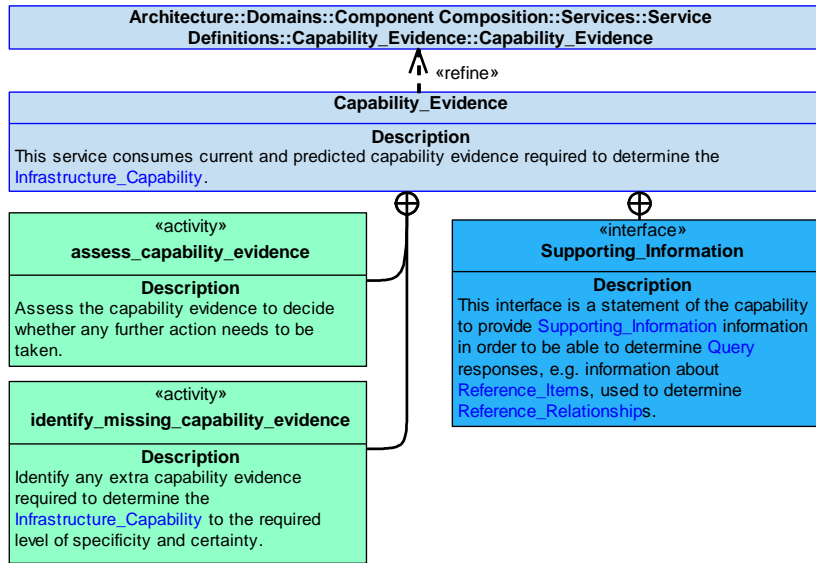 Architecture::Domains::Component Composition::Services::Service
Definitions::Capability_Evidence::Capability_Evidence
«refine»
Capability_Evidence
Description
This service consumes current and predicted capability evidence required to determine the
Infrastructure_Capability.
«activity»
assess_capability_evidence
Description
Assess the capability evidence to decide
whether any further action needs to be
taken.
«interface»
Supporting_Information
Description
This interface is a statement of the capability
to provide Supporting_Information information
in order to be able to determine Query
responses, e.g. information about
Reference_Items, used to determine
Reference_Relationships.
«activity»
identify_missing_capability_evidence
Description
Identify any extra capability evidence
required to determine the
Infrastructure_Capability to the required
level of specificity and certainty.